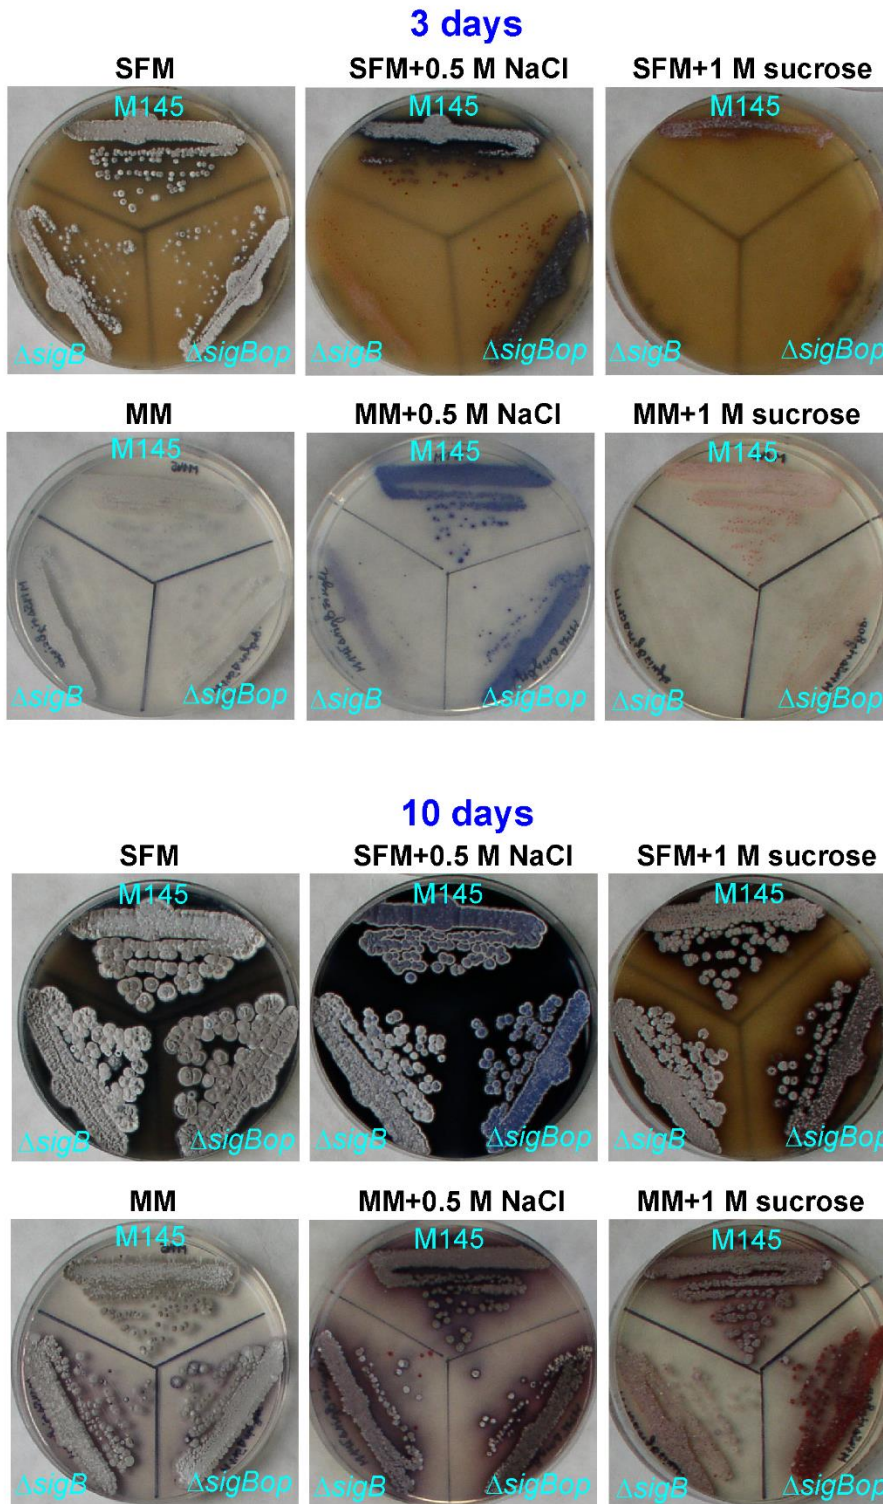 3 days
SFM SFM+0.5 M NaCl SFM+1 M sucrose
M145 M145 M145
ΔsigB ΔsigBop ΔsigB ΔsigBop ΔsigB ΔsigBop
MM MM+0.5 M NaCl MM+1 M sucrose
M145 M145 M145
ΔsigB ΔsigBop ΔsigB ΔsigBop ΔsigB ΔsigBop
10 days
SFM SFM+0.5 M NaCl SFM+1 M sucrose
M145 M145 M145
ΔsigB ΔsigBop ΔsigB ΔsigBop ΔsigB ΔsigBop
MM MM+0.5 M NaCl MM+1 M sucrose
M145 M145 M145
ΔsigB ΔsigBop ΔsigB ΔsigBop ΔsigB ΔsigBop